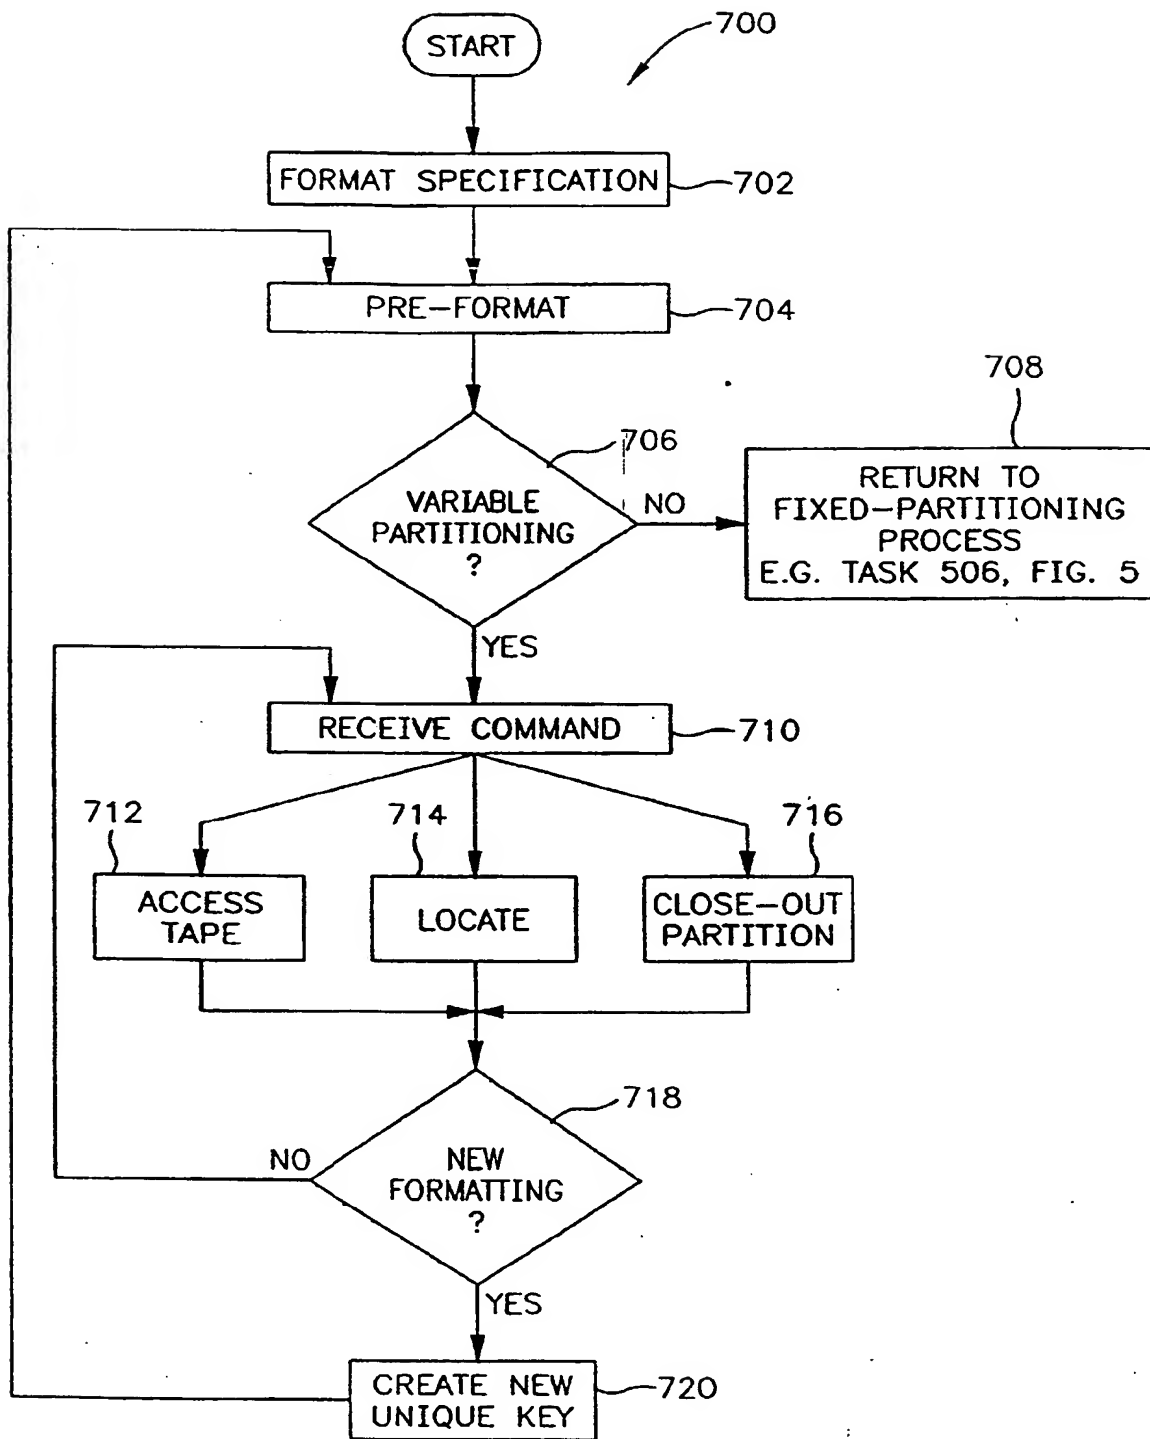 START
700
FORMAT SPECIFICATION
702
PRE-FORMAT
704
706
708
VARIABLE
PARTITIONING
?
NO
RETURN TO
FIXED-PARTITIONING
PROCESS
E.G. TASK 506, FIG. 5
YES
RECEIVE COMMAND
710
712
714
716
ACCESS
TAPE
LOCATE
CLOSE-OUT
PARTITION
718
NO
NEW
FORMATTING
?
YES
CREATE NEW
UNIQUE KEY
720